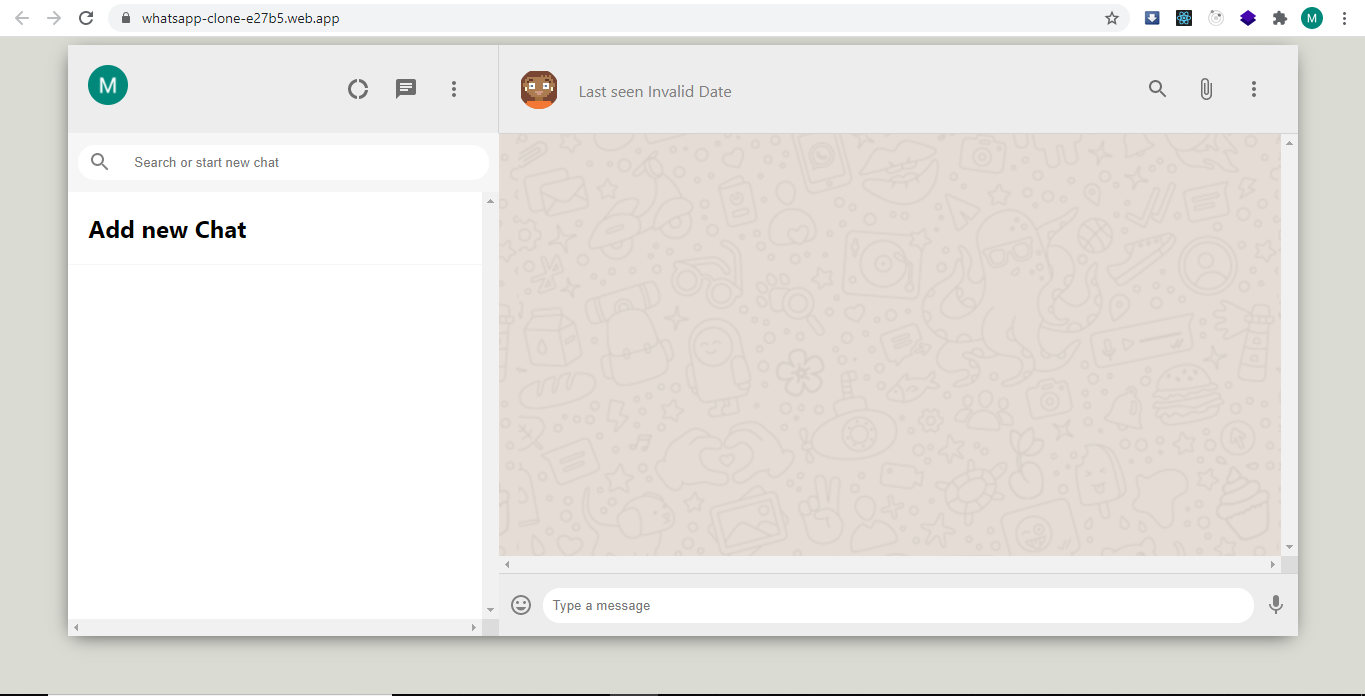 whatsapp-clone-e27b5.web.app
M
M
Last seen Invalid Date
Search or start new chat
Add new Chat
Type a message